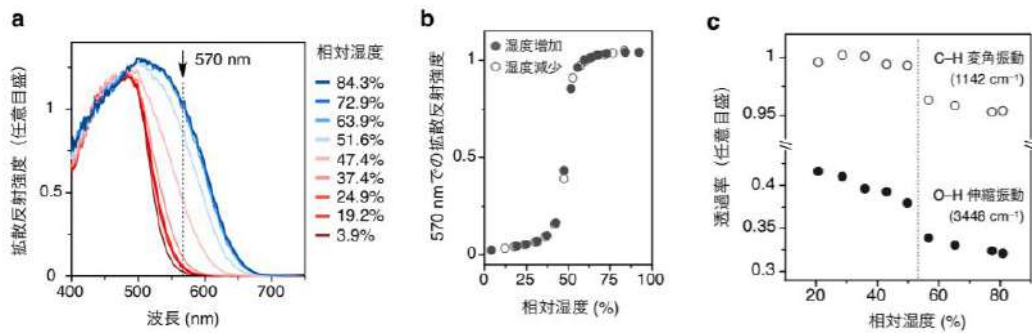 a
拡散反射強度 (任意目盛)
1
0.5
0
400
500
600
700
波長 (nm)
570 nm
相対湿度
84.3%
72.9%
63.9%
51.6%
47.4%
37.4%
24.9%
19.2%
3.9%
b
570 nmでの拡散反射強度
湿度増加
湿度減少
1
0.5
0
0
25
50
75
100
相対湿度 (%)
c
透過率 (任意目盛)
1
0.95
0.4
0.35
0.3
C–H 変角振動
(1142 cm⁻¹)
O–H 伸縮振動
(3446 cm⁻¹)
20
40
60
80
相対湿度 (%)